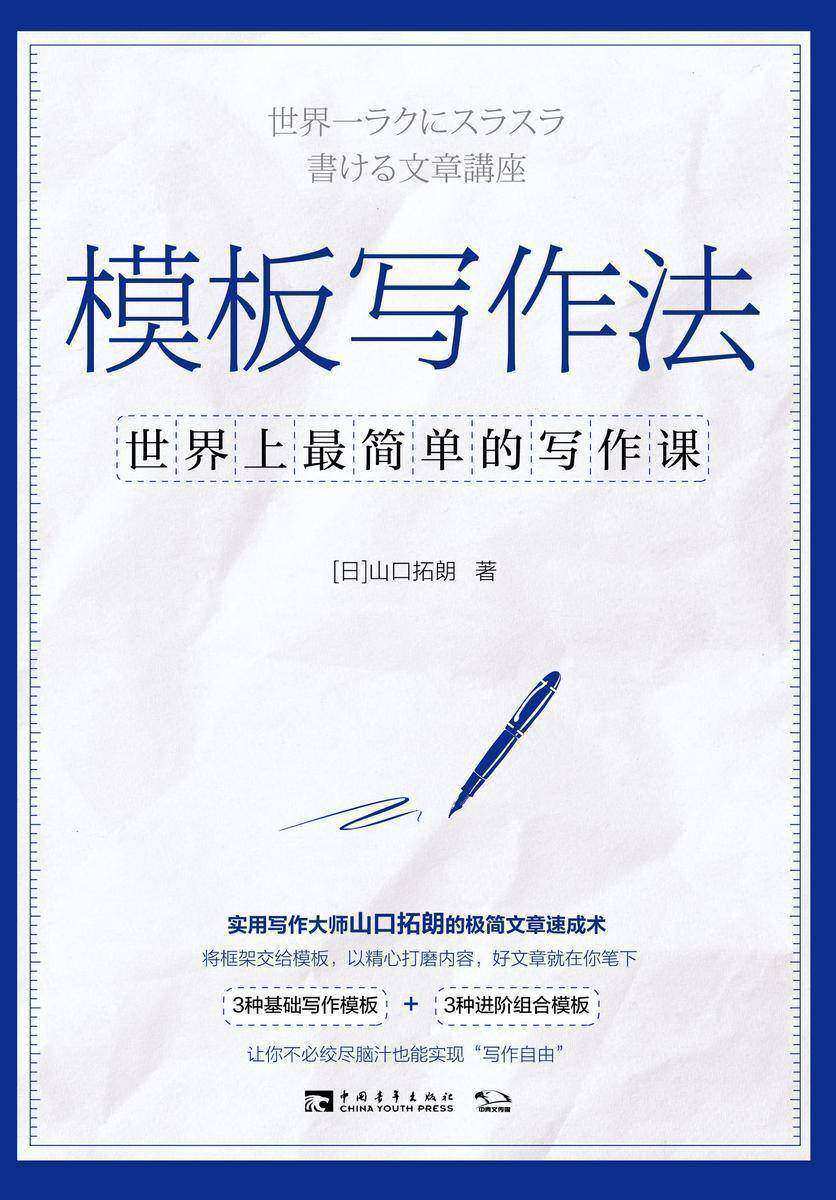 世界一ラクにスラスラ
書ける文章講座
模板写作法
世界上最简单的写作课
[日]山口拓朗 著
实用写作大师山口拓朗的极简文章速成术
将框架交给模板，以精心打磨内容，好文章就在你笔下
3种基础写作模板 + 3种进阶组合模板
让你不必绞尽脑汁也能实现“写作自由”
中国青年出版社
CHINA YOUTH PRESS
中青文传媒